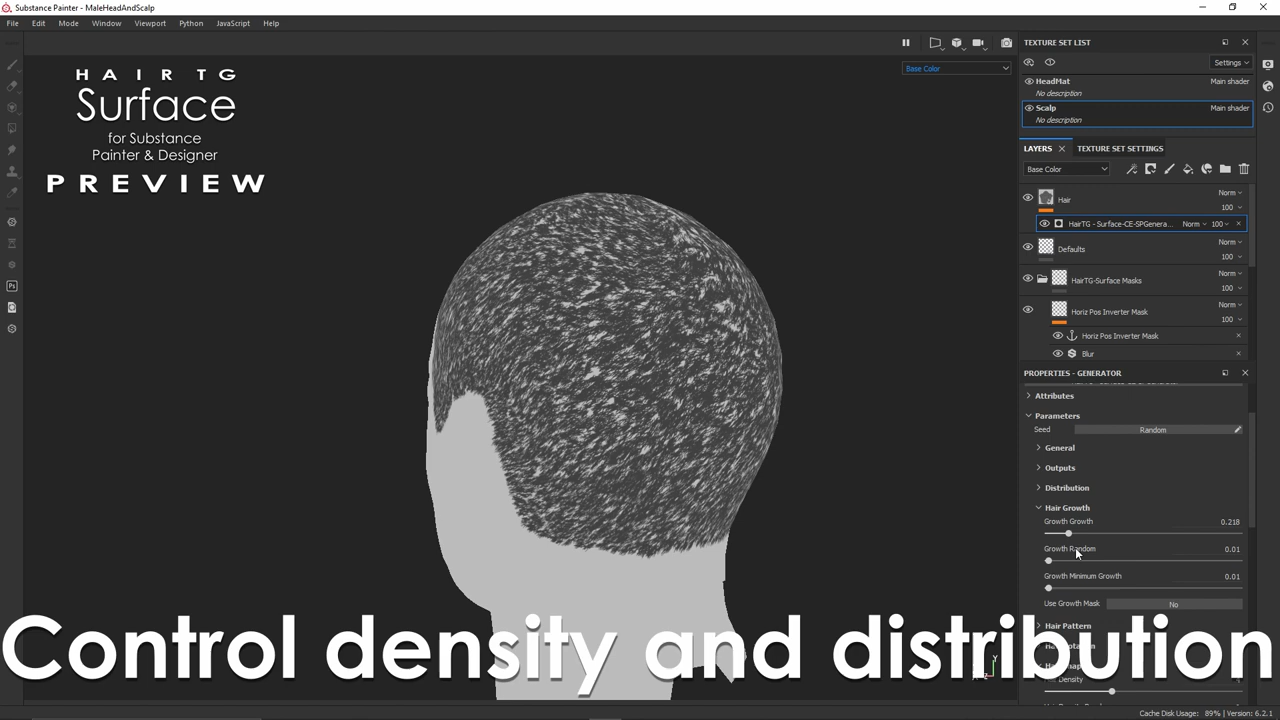 Substance Painter - MaleHeadAndScalp
File Edit Mode Window Viewport Python JavaScript Help
HAIR TG
Surface
for Substance
Painter & Designer
PREVIEW
Base Color
TEXTURE SET LIST
Settings
HeadMat Main shader
No description
Scalp Main shader
No description
LAYERS TEXTURE SET SETTINGS
Base Color
Norm
Hair
100
HairTG - Surface-CE-SPGenera... Norm 100
Norm
Defaults
100
Norm
HairTG-Surface Masks
100
Norm
Horiz Pos Inverter Mask
100
Horiz Pos Inverter Mask
Blur
PROPERTIES - GENERATOR
Attributes
Parameters
Seed Random
General
Outputs
Distribution
Hair Growth
Growth Growth 0.218
Growth Random 0.01
Growth Minimum Growth 0.01
Use Growth Mask No
Hair Pattern
Control density and distribution
Density
Y
Cache Disk Usage: 89% | Version: 6.2.1